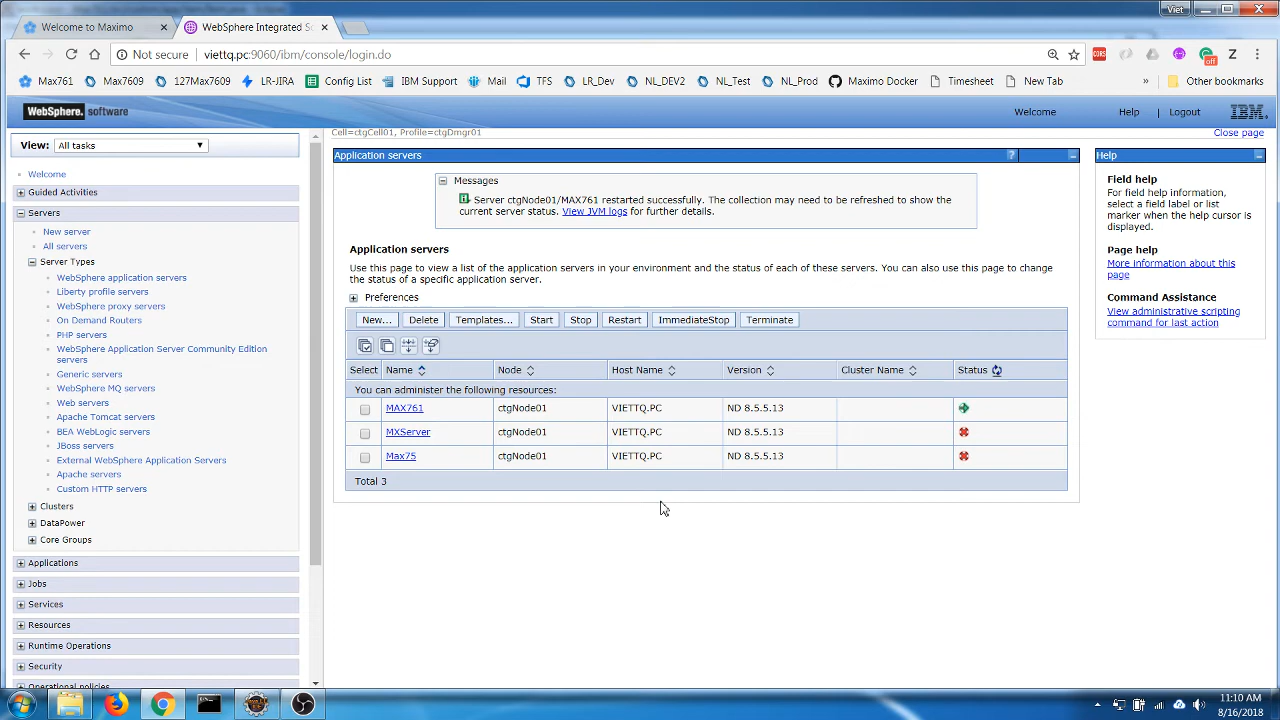 Viet
Welcome to Maximo
WebSphere Integrated So
Not secure
viettq.pc:9060/ibm/console/login.do
Max761
Max7609
127Max7609
LR-JIRA
Config List
IBM Support
Mail
TFS
LR_Dev
NL_DEV2
NL_Test
NL_Prod
Maximo Docker
Timesheet
New Tab
»
Other bookmarks
WebSphere. software
Welcome
Help
Logout
IBM
View: All tasks
Cell=ctgCell01, Profile=ctgDmgr01
Close page
Welcome
Guided Activities
Servers
New server
All servers
Server Types
WebSphere application servers
Liberty profile servers
WebSphere proxy servers
On Demand Routers
PHP servers
WebSphere Application Server Community Edition
servers
Generic servers
WebSphere MQ servers
Web servers
Apache Tomcat servers
BEA WebLogic servers
JBoss servers
External WebSphere Application Servers
Apache servers
Custom HTTP servers
Clusters
DataPower
Core Groups
Applications
Jobs
Services
Resources
Runtime Operations
Security
Operational policies
Application servers
?
Messages
Server ctgNode01/MAX761 restarted successfully. The collection may need to be refreshed to show the
current server status. View JVM logs for further details.
Application servers
Use this page to view a list of the application servers in your environment and the status of each of these servers. You can also use this page to change
the status of a specific application server.
Preferences
New... Delete Templates... Start Stop Restart ImmediateStop Terminate
Select Name Node Host Name Version Cluster Name Status
You can administer the following resources:
MAX761 ctgNode01 VIETTQ.PC ND 8.5.5.13
MXServer ctgNode01 VIETTQ.PC ND 8.5.5.13
Max75 ctgNode01 VIETTQ.PC ND 8.5.5.13
Total 3
Help
Field help
For field help information,
select a field label or list
marker when the help cursor is
displayed.
Page help
More information about this
page
Command Assistance
View administrative scripting
command for last action
11:10 AM
8/16/2018